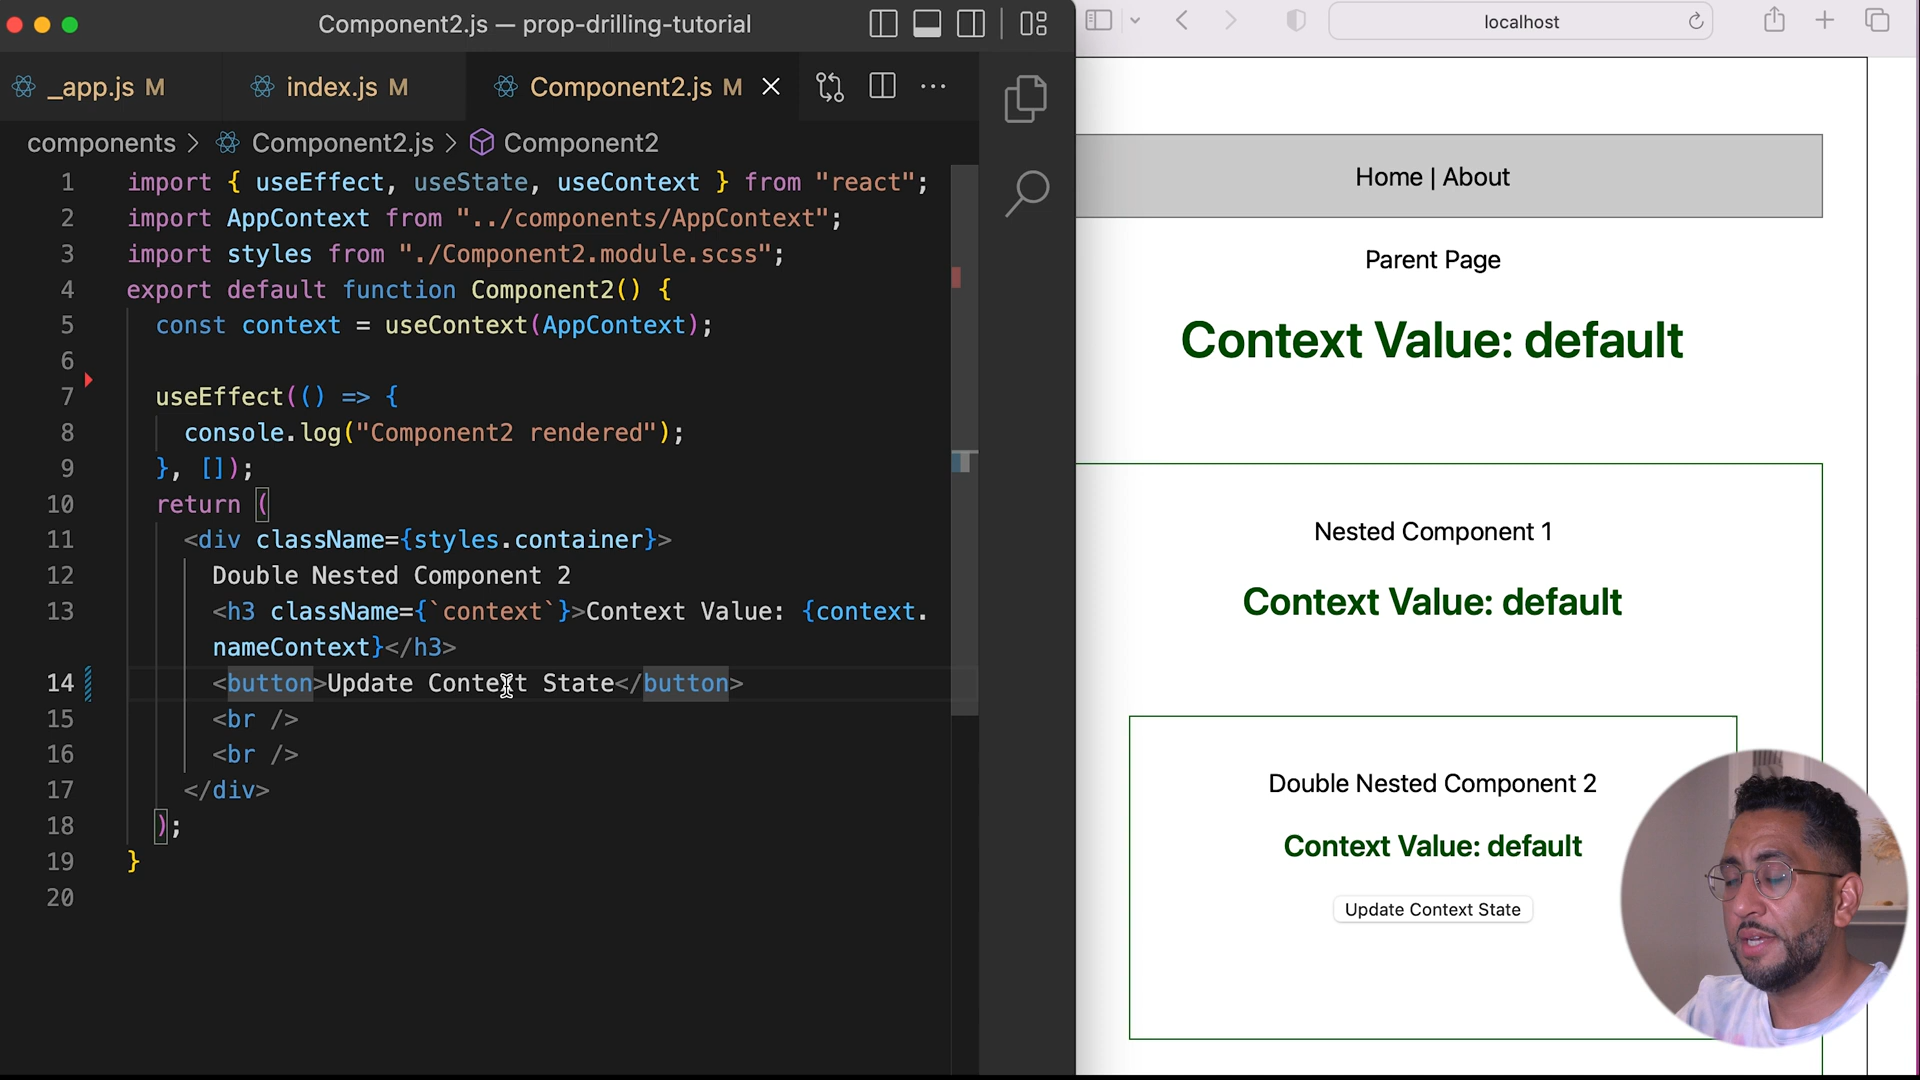 Component2.js — prop-drilling-tutorial
_app.js M
index.js M
Component2.js M
components > Component2.js > Component2
1 import { useEffect, useState, useContext } from "react";
2 import AppContext from "../components/AppContext";
3 import styles from "./Component2.module.scss";
4 export default function Component2() {
5 const context = useContext(AppContext);
6
7 useEffect(() => {
8 console.log("Component2 rendered");
9 }, []);
10 return (
11 <div className={styles.container}>
12 Double Nested Component 2
13 <h3 className={`context`}>Context Value: {context.
nameContext}</h3>
14 <button>Update Context State</button>
15 <br />
16 <br />
17 </div>
18 );
19 }
20
localhost
Home | About
Parent Page
Context Value: default
Nested Component 1
Context Value: default
Double Nested Component 2
Context Value: default
Update Context State